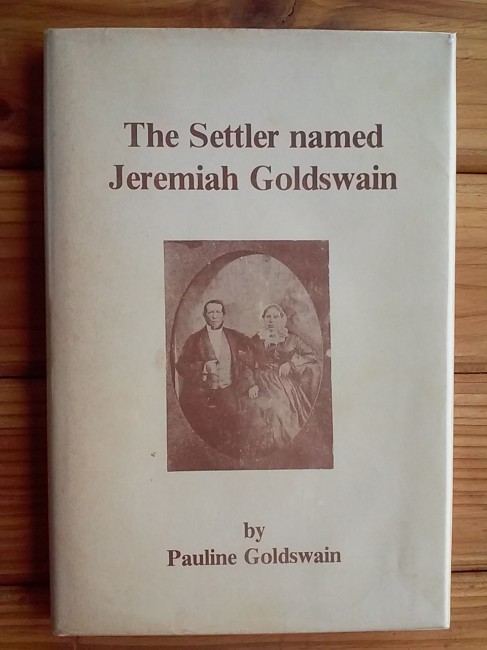 The Settler named
Jeremiah Goldswain
by
Pauline Goldswain